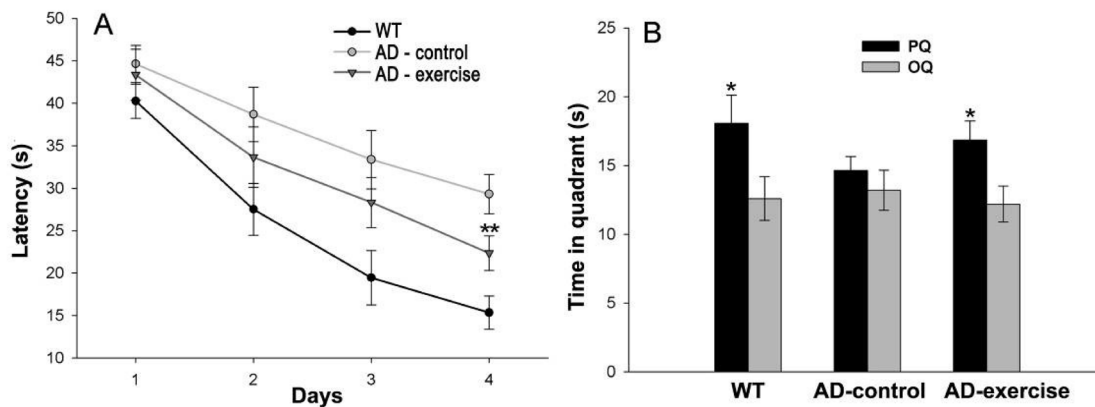 A
WT
AD - control
AD - exercise
50
45
40
35
30
25
20
15
10
Latency (s)
**
1 2 3 4
Days
B
PQ
OQ
25
20
15
10
5
0
Time in quadrant (s)
*
*
WT AD-control AD-exercise